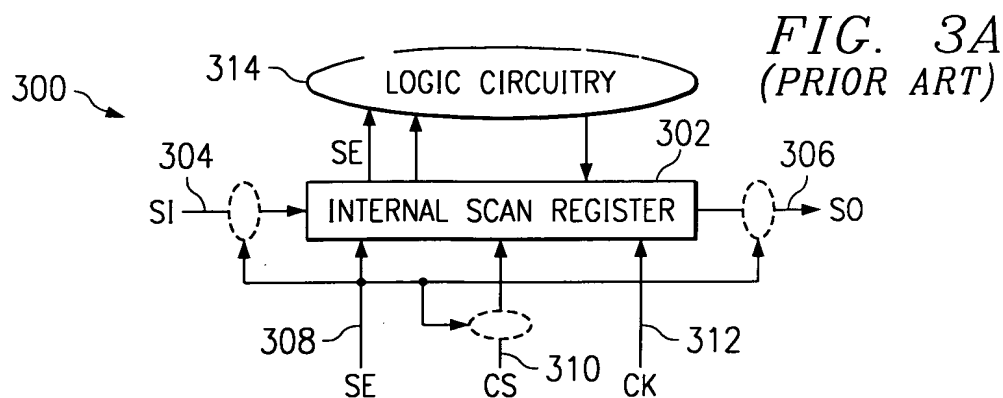 FIG. 3A
(PRIOR ART)
300
314
LOGIC CIRCUITRY
SE
302
304
306
SI
INTERNAL SCAN REGISTER
SO
308
310
312
SE
CS
CK